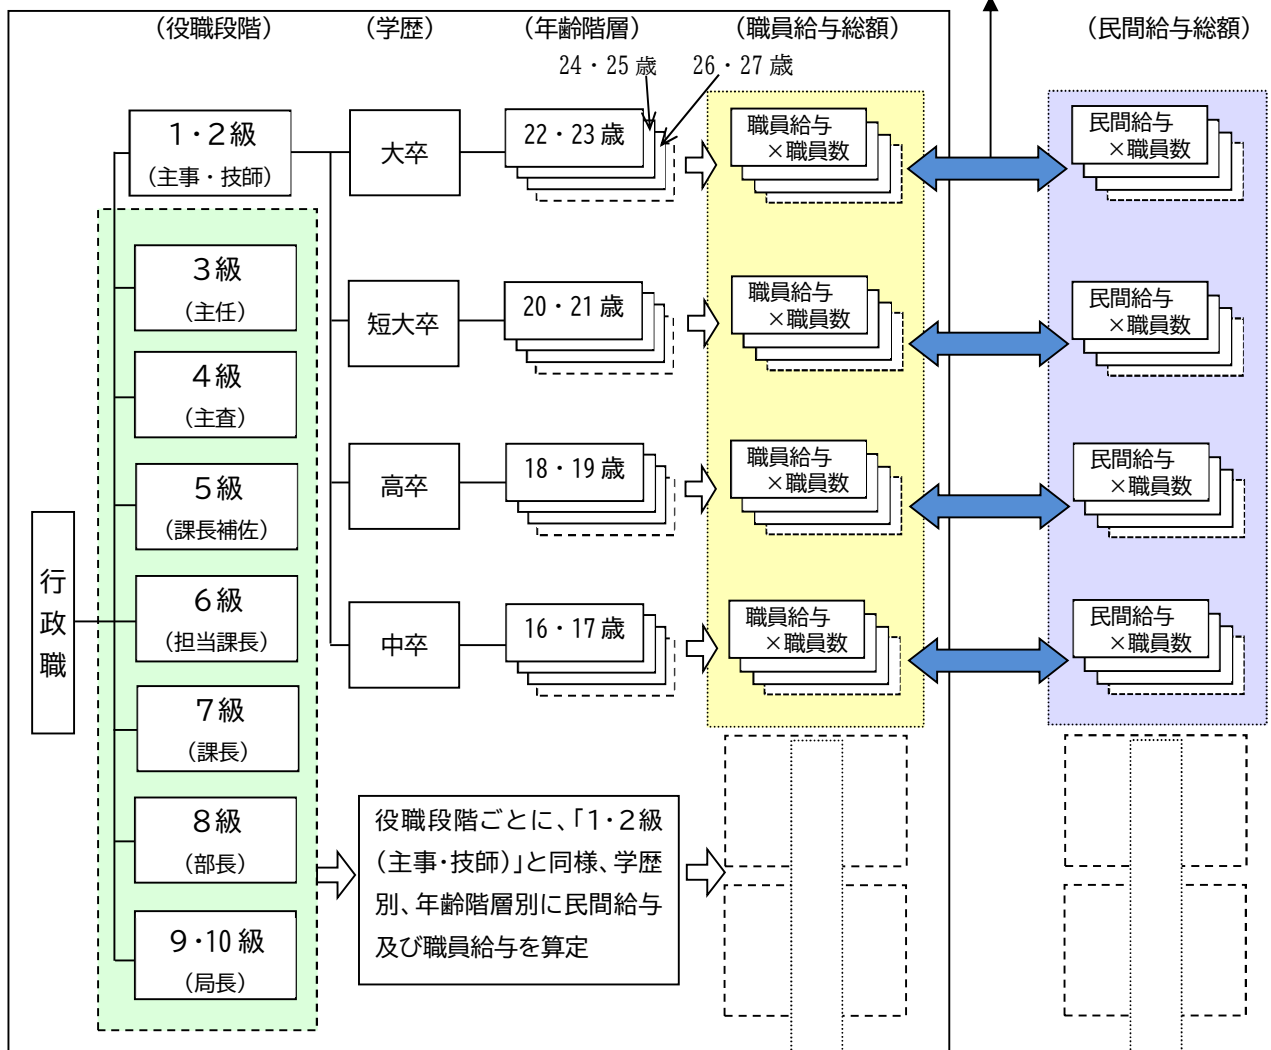 (役職段階)
(学歴)
(年齢階層)
(職員給与総額)
(民間給与総額)
24・25歳
26・27歳
1・2級
(主事・技師)
大卒
22・23歳
職員給与
×職員数
民間給与
×職員数
3級
(主任)
短大卒
20・21歳
職員給与
×職員数
民間給与
×職員数
4級
(主査)
高卒
18・19歳
職員給与
×職員数
民間給与
×職員数
5級
(課長補佐)
行政職
6級
(担当課長)
中卒
16・17歳
職員給与
×職員数
民間給与
×職員数
7級
(課長)
8級
(部長)
9・10級
(局長)
役職段階ごとに、「1・2級
(主事・技師)」と同様、学歴
別、年齢階層別に民間給与
及び職員給与を算定